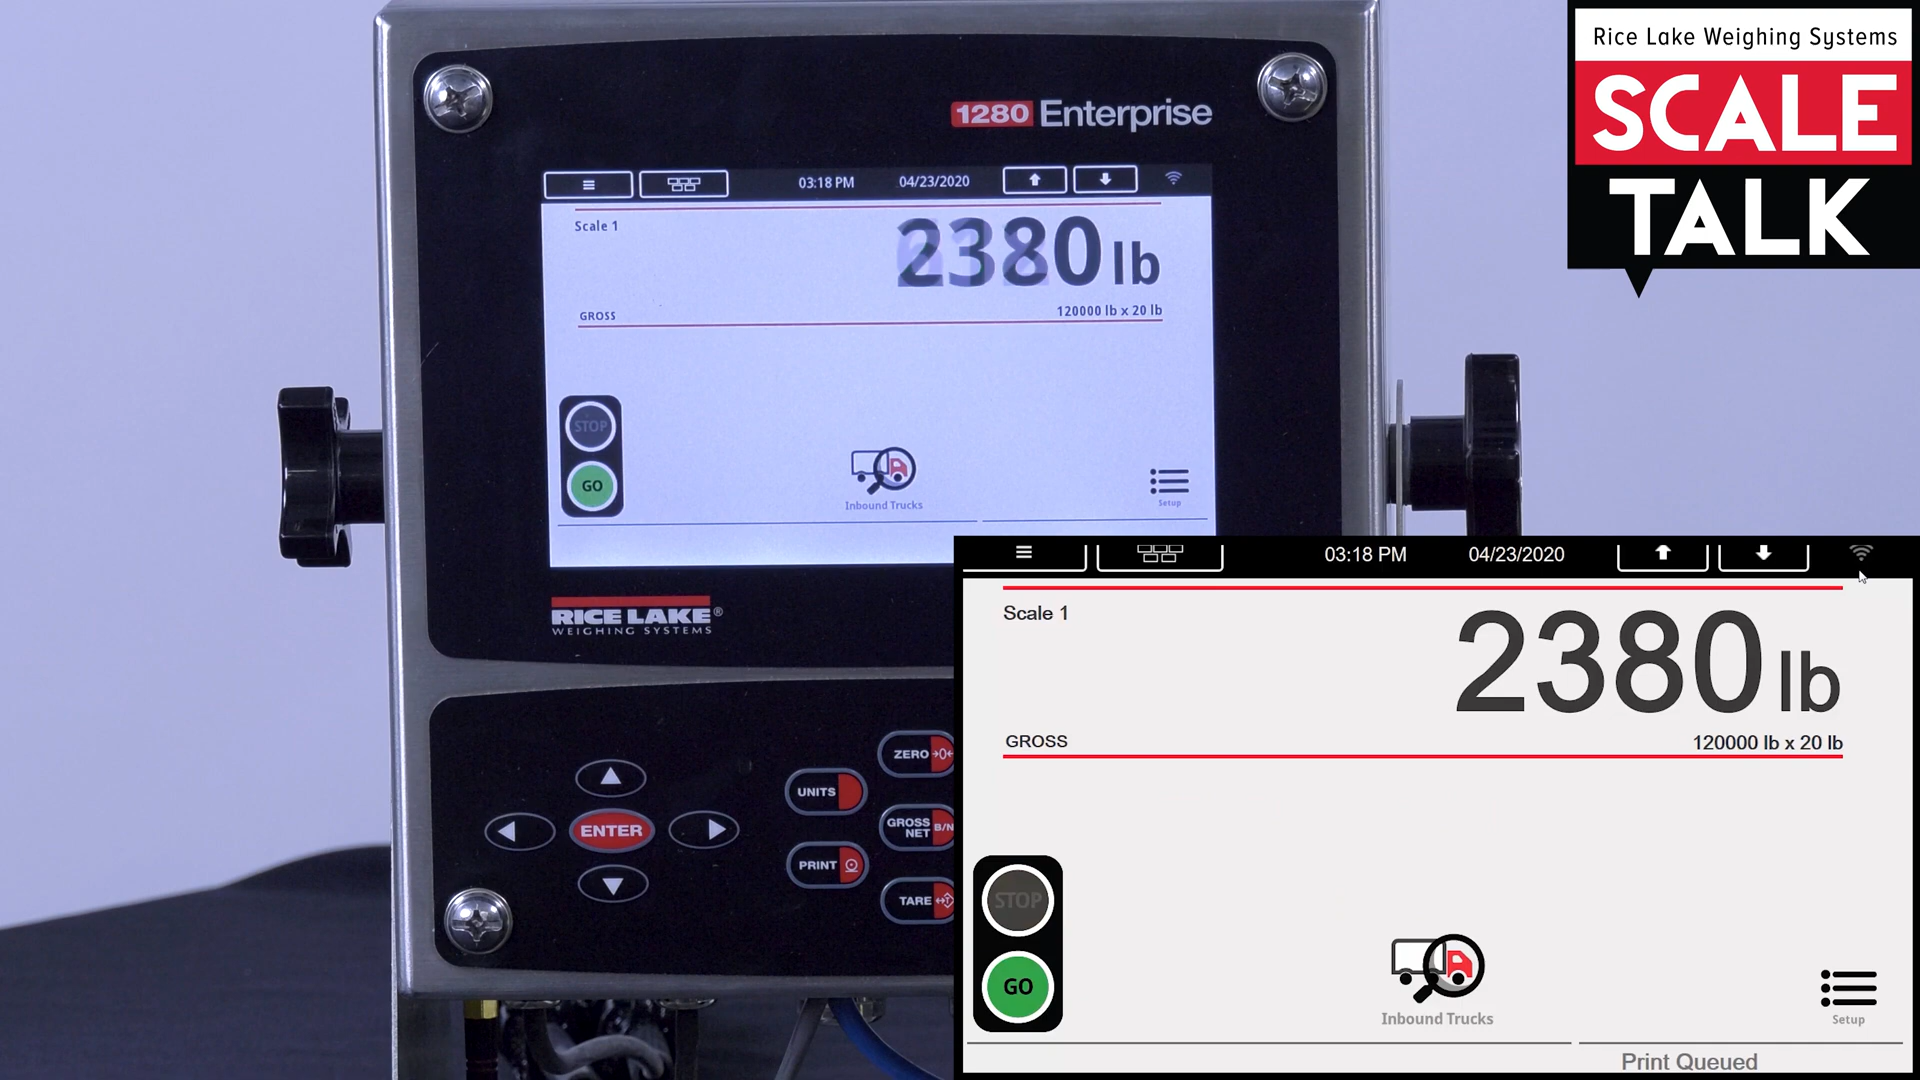 Rice Lake Weighing Systems
SCALE
TALK
1280 Enterprise
03:18 PM 04/23/2020
Scale 1
2380 lb
GROSS
120000 lb x 20 lb
STOP
GO
Inbound Trucks
Setup
RICE LAKE®
WEIGHING SYSTEMS
ZERO →0←
UNITS
GROSS
NET
B/N
ENTER
PRINT
TARE
T
03:18 PM 04/23/2020
Scale 1
2380 lb
GROSS
120000 lb x 20 lb
STOP
GO
Inbound Trucks
Setup
Print Queued